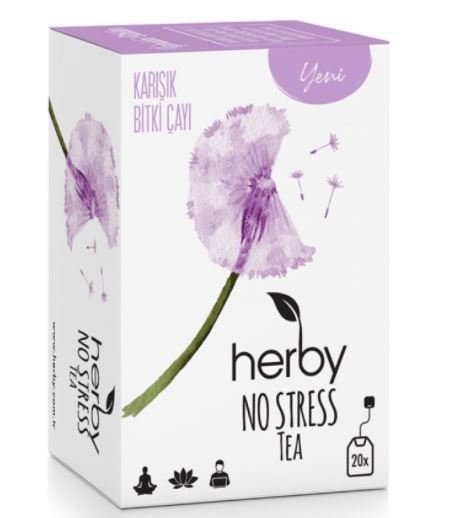 Yeni
KARIŞIK
BİTKİ ÇAYI
herby
NO STRESS
TEA
20x
herby
NO STRESS
TEA
www.herby.com.tr